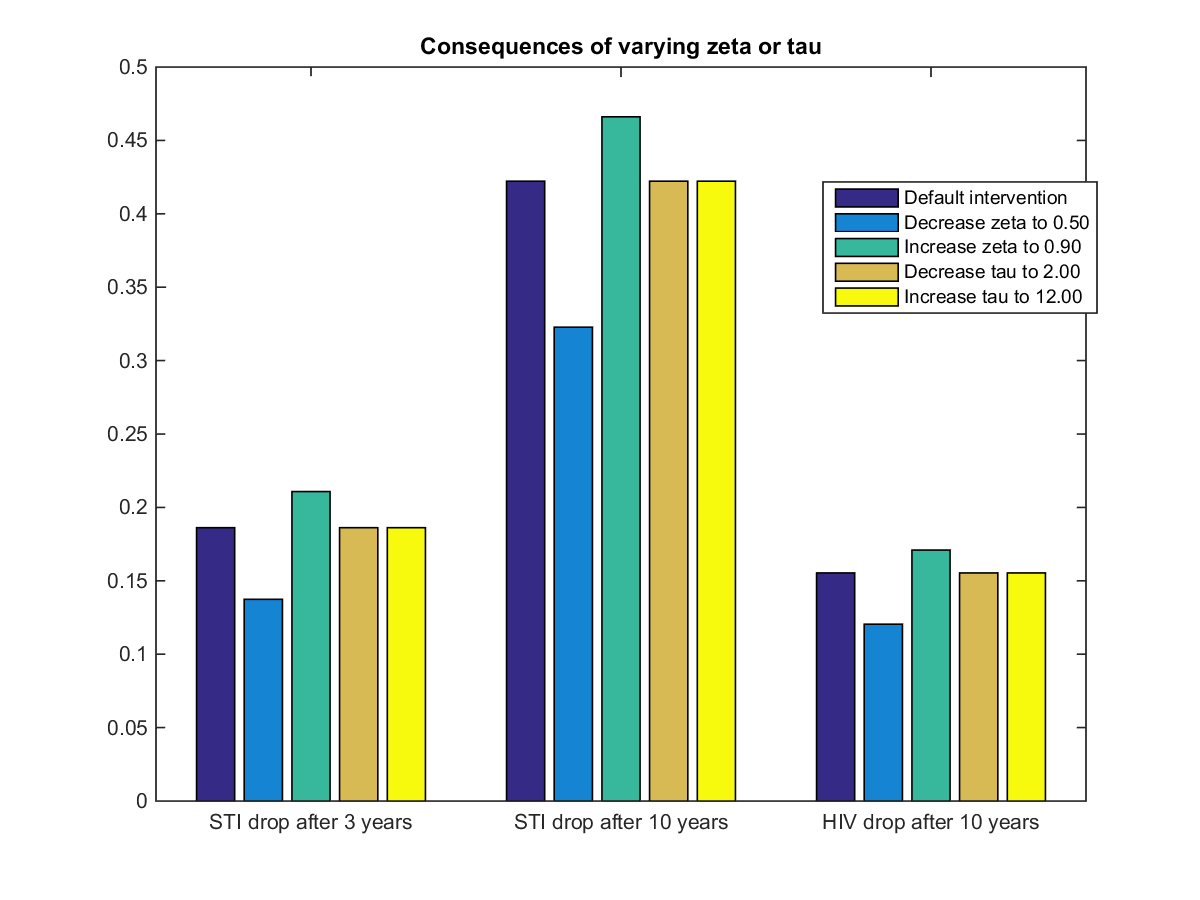 Consequences of varying zeta or tau
0.5
0.45
0.4
0.35
0.3
0.25
0.2
0.15
0.1
0.05
0
Default intervention
Decrease zeta to 0.50
Increase zeta to 0.90
Decrease tau to 2.00
Increase tau to 12.00
STI drop after 3 years
STI drop after 10 years
HIV drop after 10 years